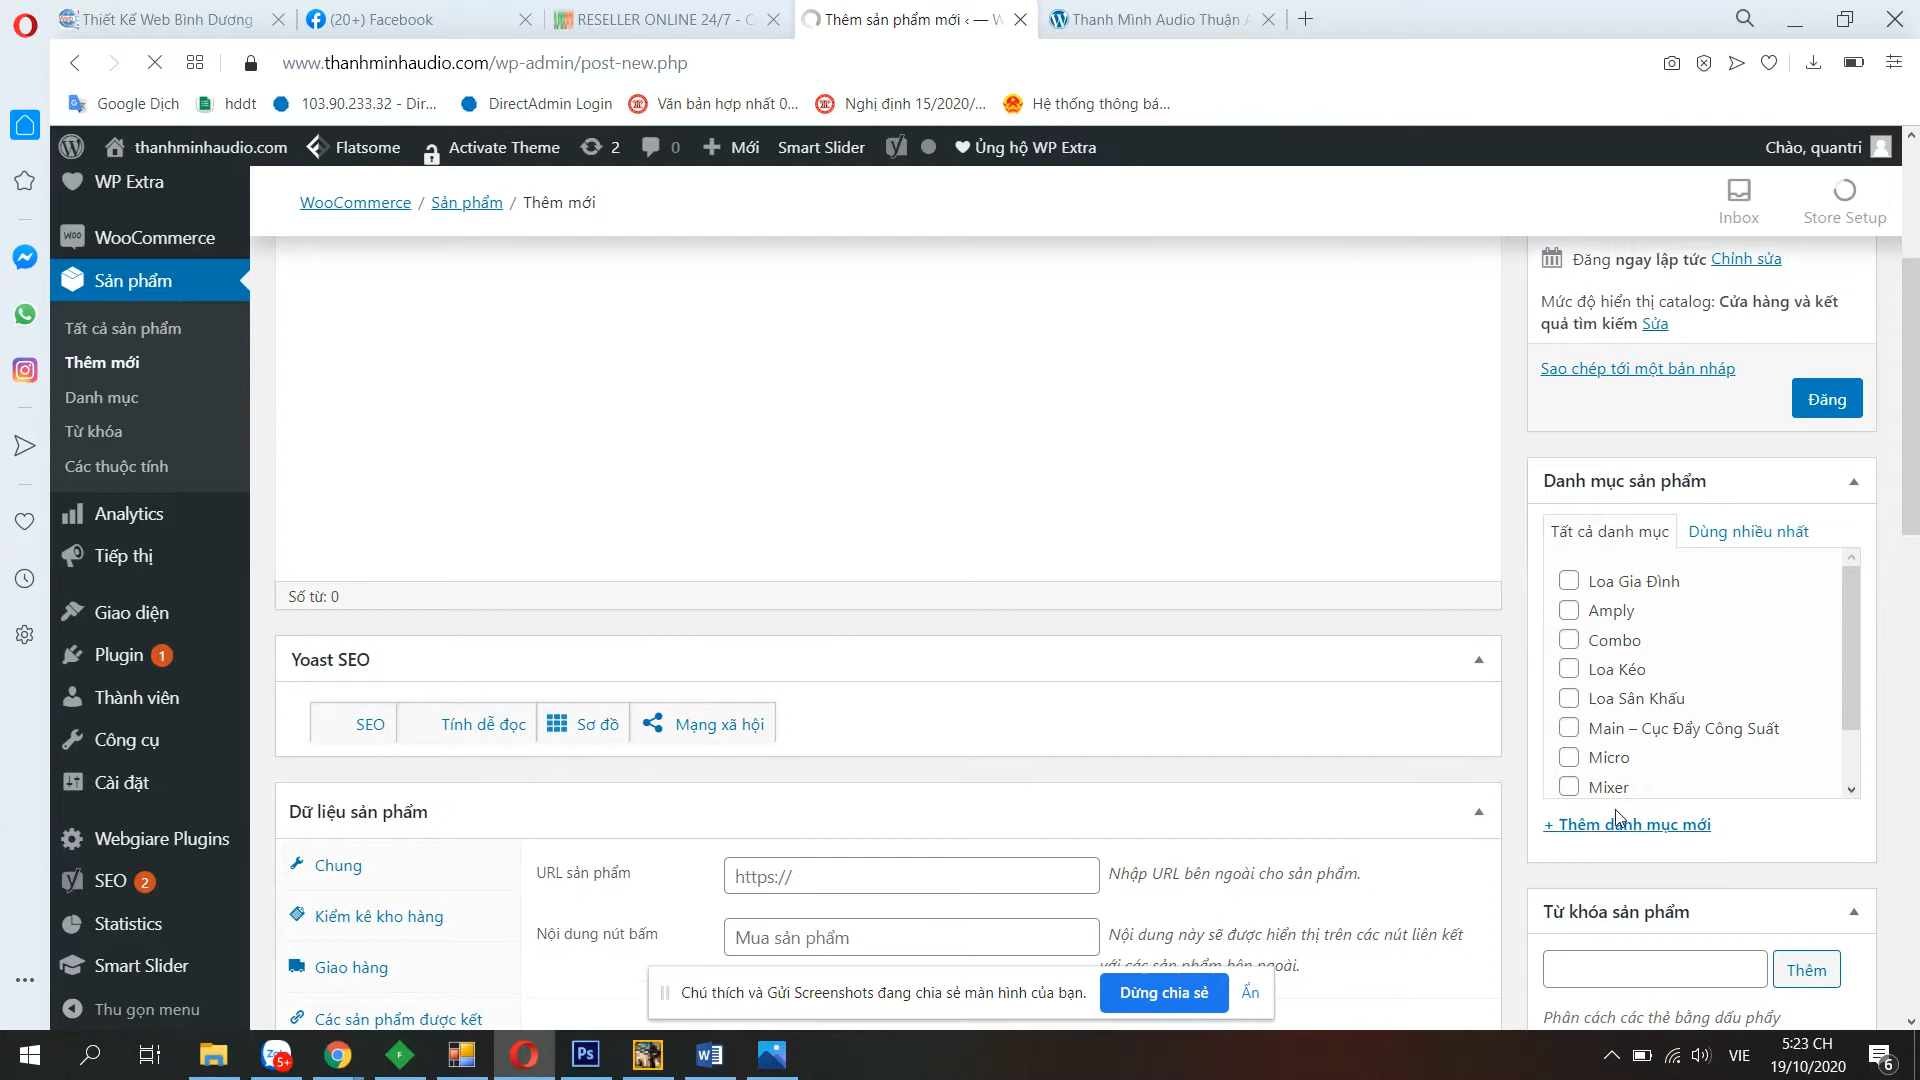 Thiết Kế Web Bình Dương
(20+) Facebook
RESELLER ONLINE 24/7 - C
Thêm sản phẩm mới ‹ — W
Thanh Mình Audio Thuận A
www.thanhminhaudio.com/wp-admin/post-new.php
Google Dịch
hddt
103.90.233.32 - Dir...
DirectAdmin Login
Văn bản hợp nhất 0...
Nghị định 15/2020/...
Hệ thống thông bá...
thanhminhaudio.com
Flatsome
Activate Theme
2
0
Mới
Smart Slider
Ủng hộ WP Extra
Chào, quantri
WP Extra
WooCommerce
Sản phẩm
Tất cả sản phẩm
Thêm mới
Danh mục
Từ khóa
Các thuộc tính
Analytics
Tiếp thị
Giao diện
Plugin 1
Thành viên
Công cụ
Cài đặt
Webgiare Plugins
SEO 2
Statistics
Smart Slider
Thu gọn menu
WooCommerce / Sản phẩm / Thêm mới
Inbox
Store Setup
Số từ: 0
Yoast SEO
SEO
Tính dễ đọc
Sơ đồ
Mạng xã hội
Dữ liệu sản phẩm
Chung
Kiểm kê kho hàng
Giao hàng
Các sản phẩm được kết
URL sản phẩm
https://
Nhập URL bên ngoài cho sản phẩm.
Nội dung nút bấm
Mua sản phẩm
Nội dung này sẽ được hiển thị trên các nút liên kết
với các sản phẩm bên ngoài.
Đăng ngay lập tức Chỉnh sửa
Mức độ hiển thị catalog: Cửa hàng và kết
quả tìm kiếm Sửa
Sao chép tới một bản nháp
Đăng
Danh mục sản phẩm
Tất cả danh mục
Dùng nhiều nhất
Loa Gia Đình
Amply
Combo
Loa Kéo
Loa Sân Khấu
Main – Cục Đẩy Công Suất
Micro
Mixer
+ Thêm danh mục mới
Từ khóa sản phẩm
Thêm
Phân cách các thẻ bằng dấu phẩy
Chú thích và Gửi Screenshots đang chia sẻ màn hình của bạn.
Dừng chia sẻ
Ẩn
5+
VIE
5:23 CH
19/10/2020
6